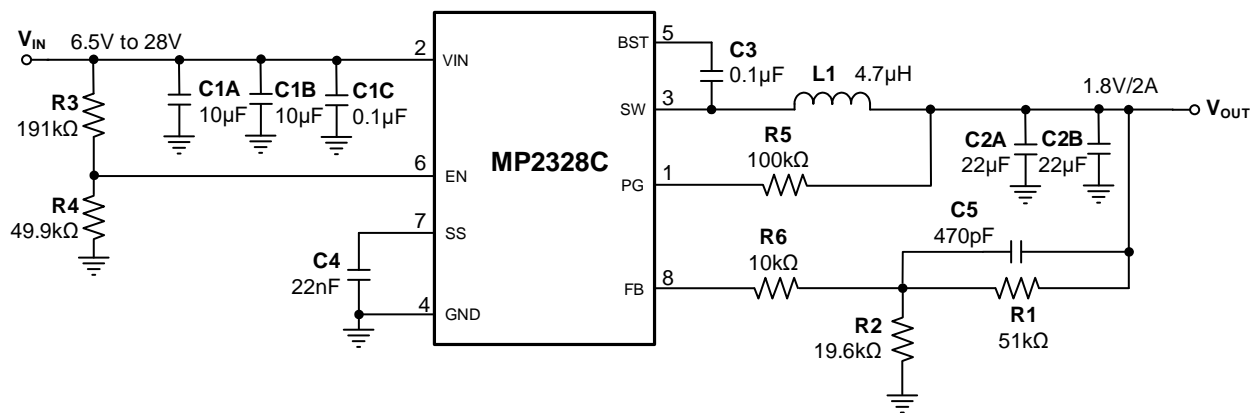 VIN 6.5V to 28V
R3
191kΩ
C1A
10μF
C1B
10μF
C1C
0.1μF
R4
49.9kΩ
C4
22nF
2
VIN
6
EN
7
SS
4
GND
MP2328C
BST
5
SW
3
PG
1
FB
8
C3
0.1μF
L1 4.7μH
R5
100kΩ
1.8V/2A
VOUT
C2A
22μF
C2B
22μF
C5
470pF
R6
10kΩ
R2
19.6kΩ
R1
51kΩ